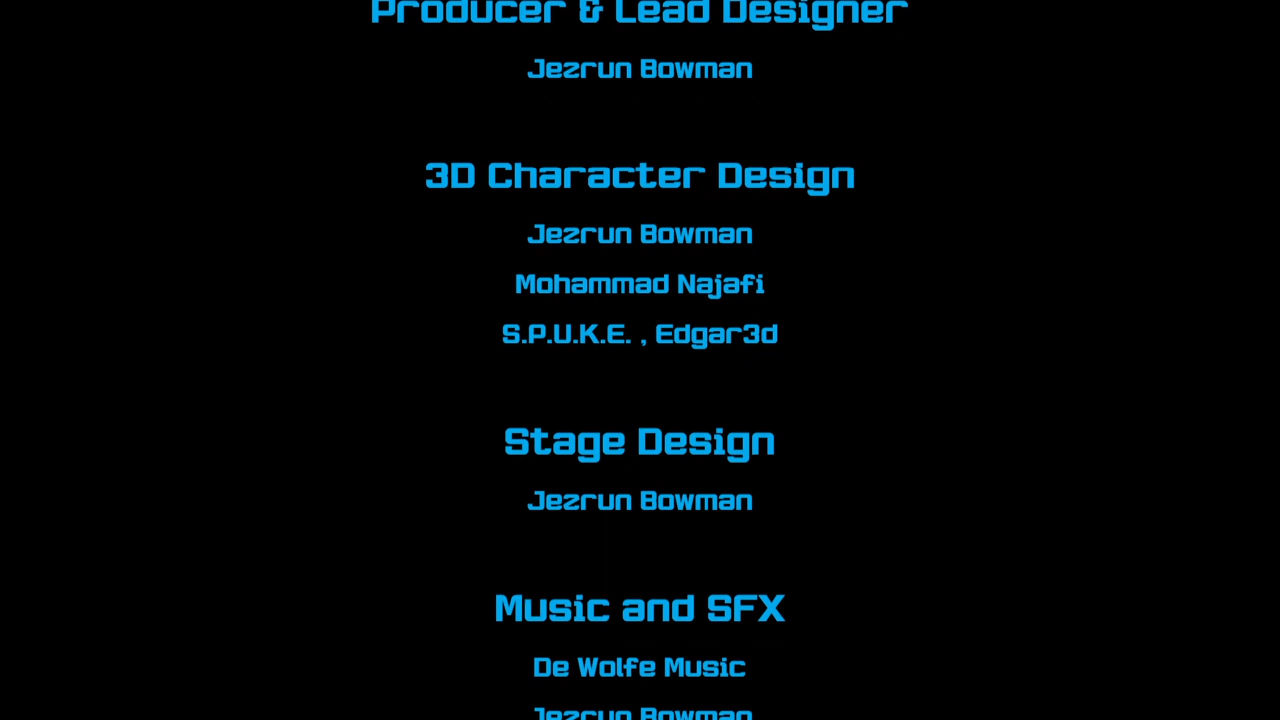 Producer & Lead Designer
Jezrun Bowman
3D Character Design
Jezrun Bowman
Mohammad Najafi
S.P.U.K.E. , Edgar3d
Stage Design
Jezrun Bowman
Music and SFX
De Wolfe Music
Jezrun Bowman